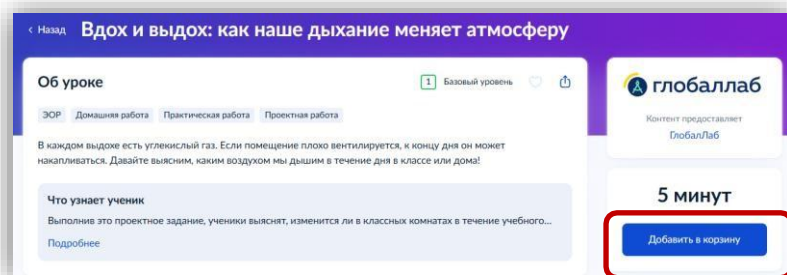 ‹ Назад Вдох и выдох: как наше дыхание меняет атмосферу
Об уроке
1 Базовый уровень
ЭОР Домашняя работа Практическая работа Проектная работа
В каждом выдохе есть углекислый газ. Если помещение плохо вентилируется, к концу дня он может
накапливаться. Давайте выясним, каким воздухом мы дышим в течение дня в классе или дома!
Что узнает ученик
Выполнив это проектное задание, ученики выяснят, изменится ли в классных комнатах в течение учебного...
Подробнее
глобаллаб
Контент предоставляет
ГлобалЛаб
5 минут
Добавить в корзину